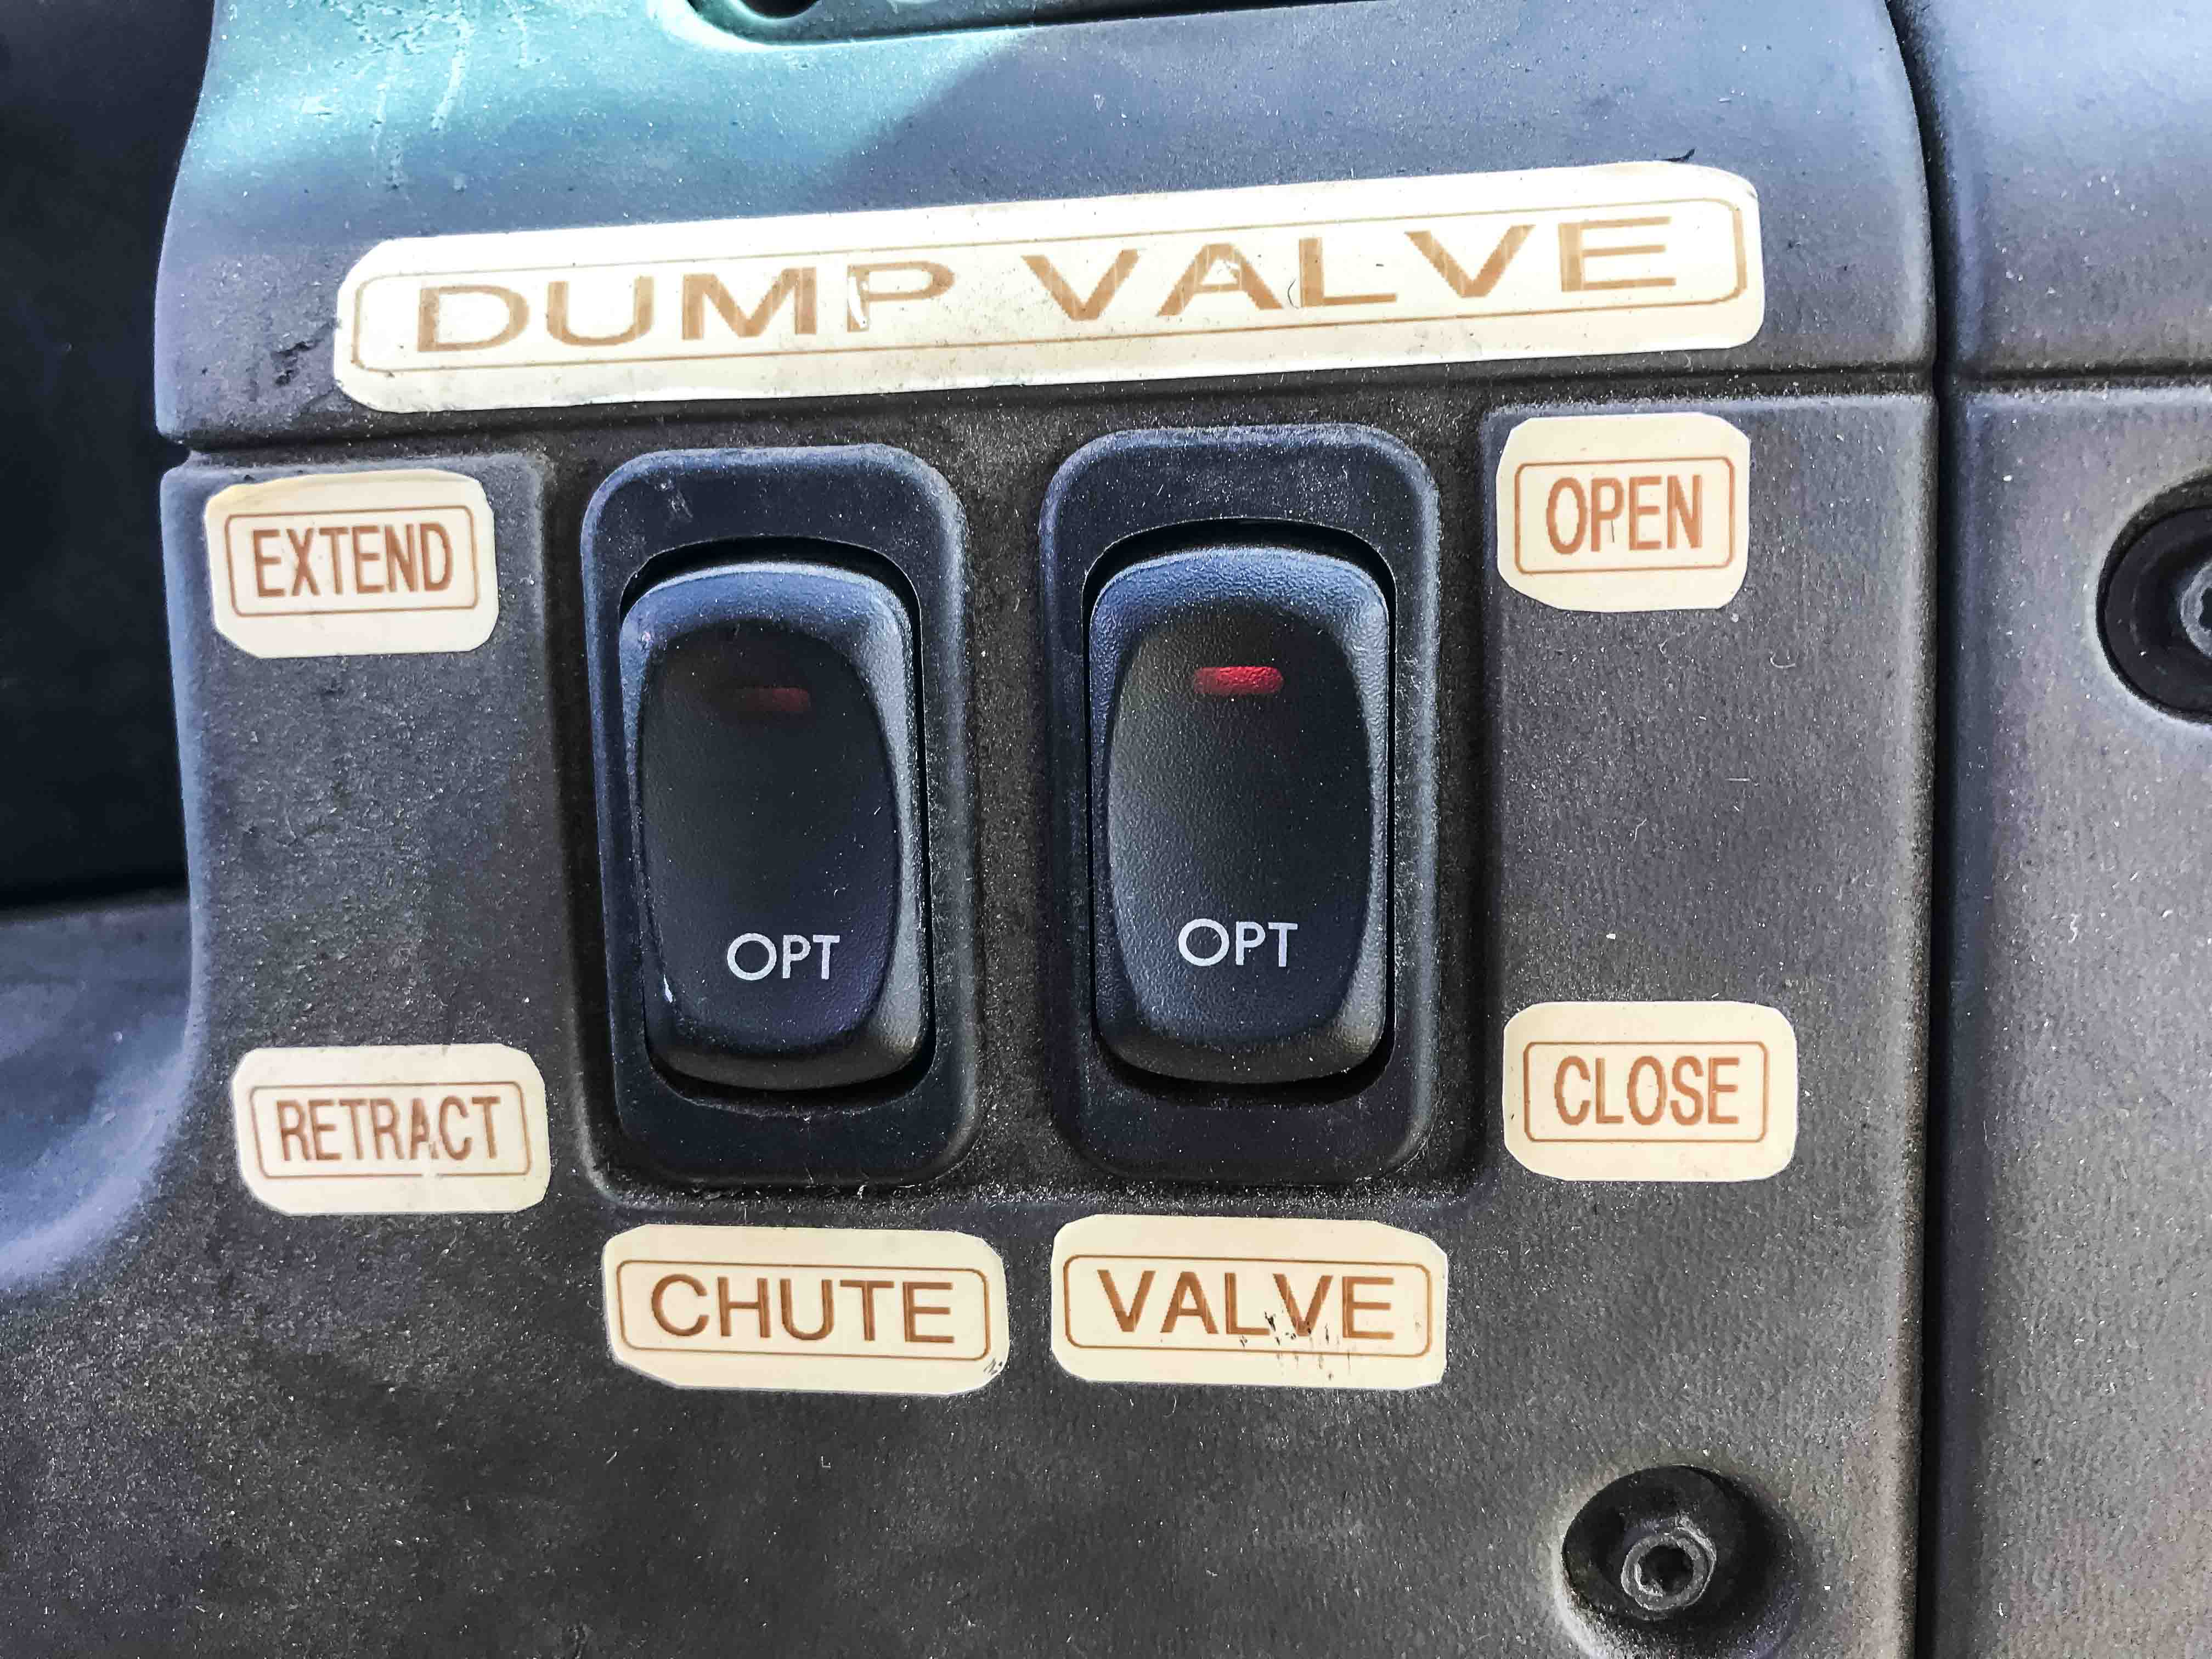 DUMP VALVE
EXTEND
OPEN
OPT
OPT
RETRACT
CLOSE
CHUTE
VALVE